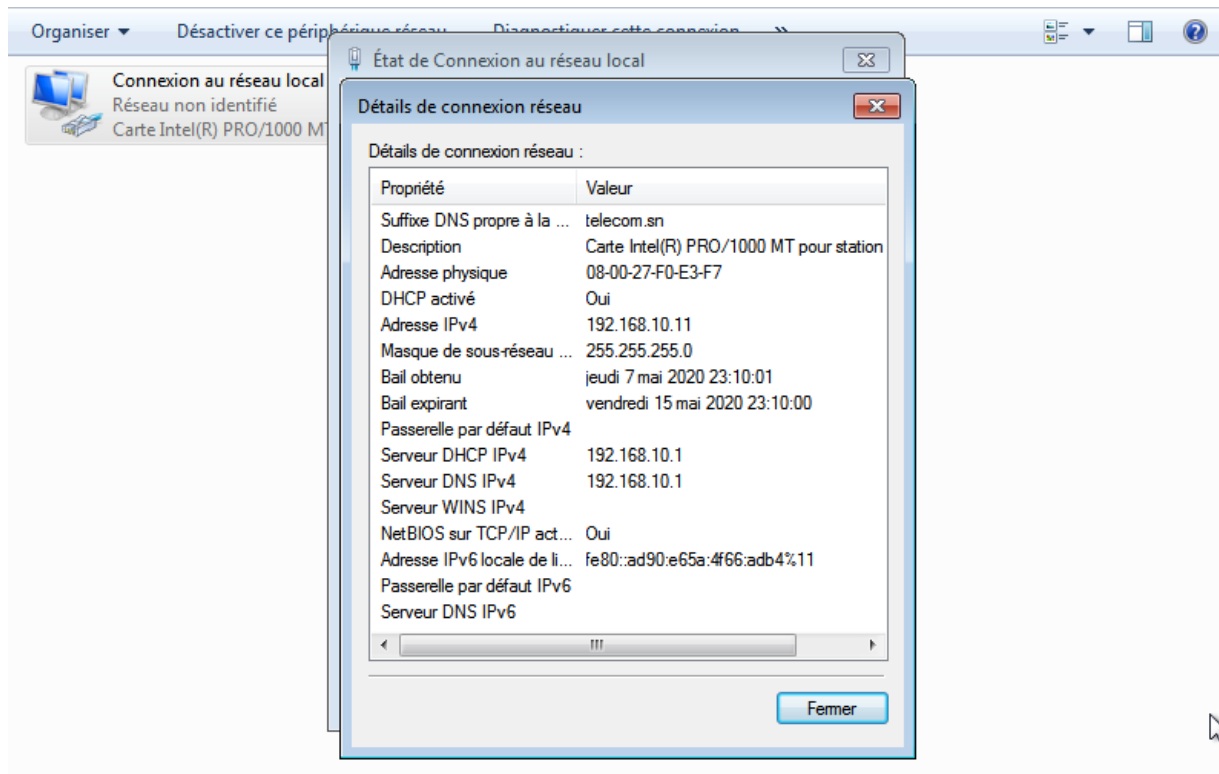 Organiser Désactiver ce périphérique réseau Diagnostiquer cette connexion »
État de Connexion au réseau local
Connexion au réseau local
Réseau non identifié
Carte Intel(R) PRO/1000 MT
Détails de connexion réseau
Détails de connexion réseau :
Propriété Valeur
Suffixe DNS propre à la ... telecom.sn
Description Carte Intel(R) PRO/1000 MT pour station
Adresse physique 08-00-27-F0-E3-F7
DHCP activé Oui
Adresse IPv4 192.168.10.11
Masque de sous-réseau ... 255.255.255.0
Bail obtenu jeudi 7 mai 2020 23:10:01
Bail expirant vendredi 15 mai 2020 23:10:00
Passerelle par défaut IPv4
Serveur DHCP IPv4 192.168.10.1
Serveur DNS IPv4 192.168.10.1
Serveur WINS IPv4
NetBIOS sur TCP/IP act... Oui
Adresse IPv6 locale de li... fe80::ad90:e65a:4f66:adb4%11
Passerelle par défaut IPv6
Serveur DNS IPv6
Fermer